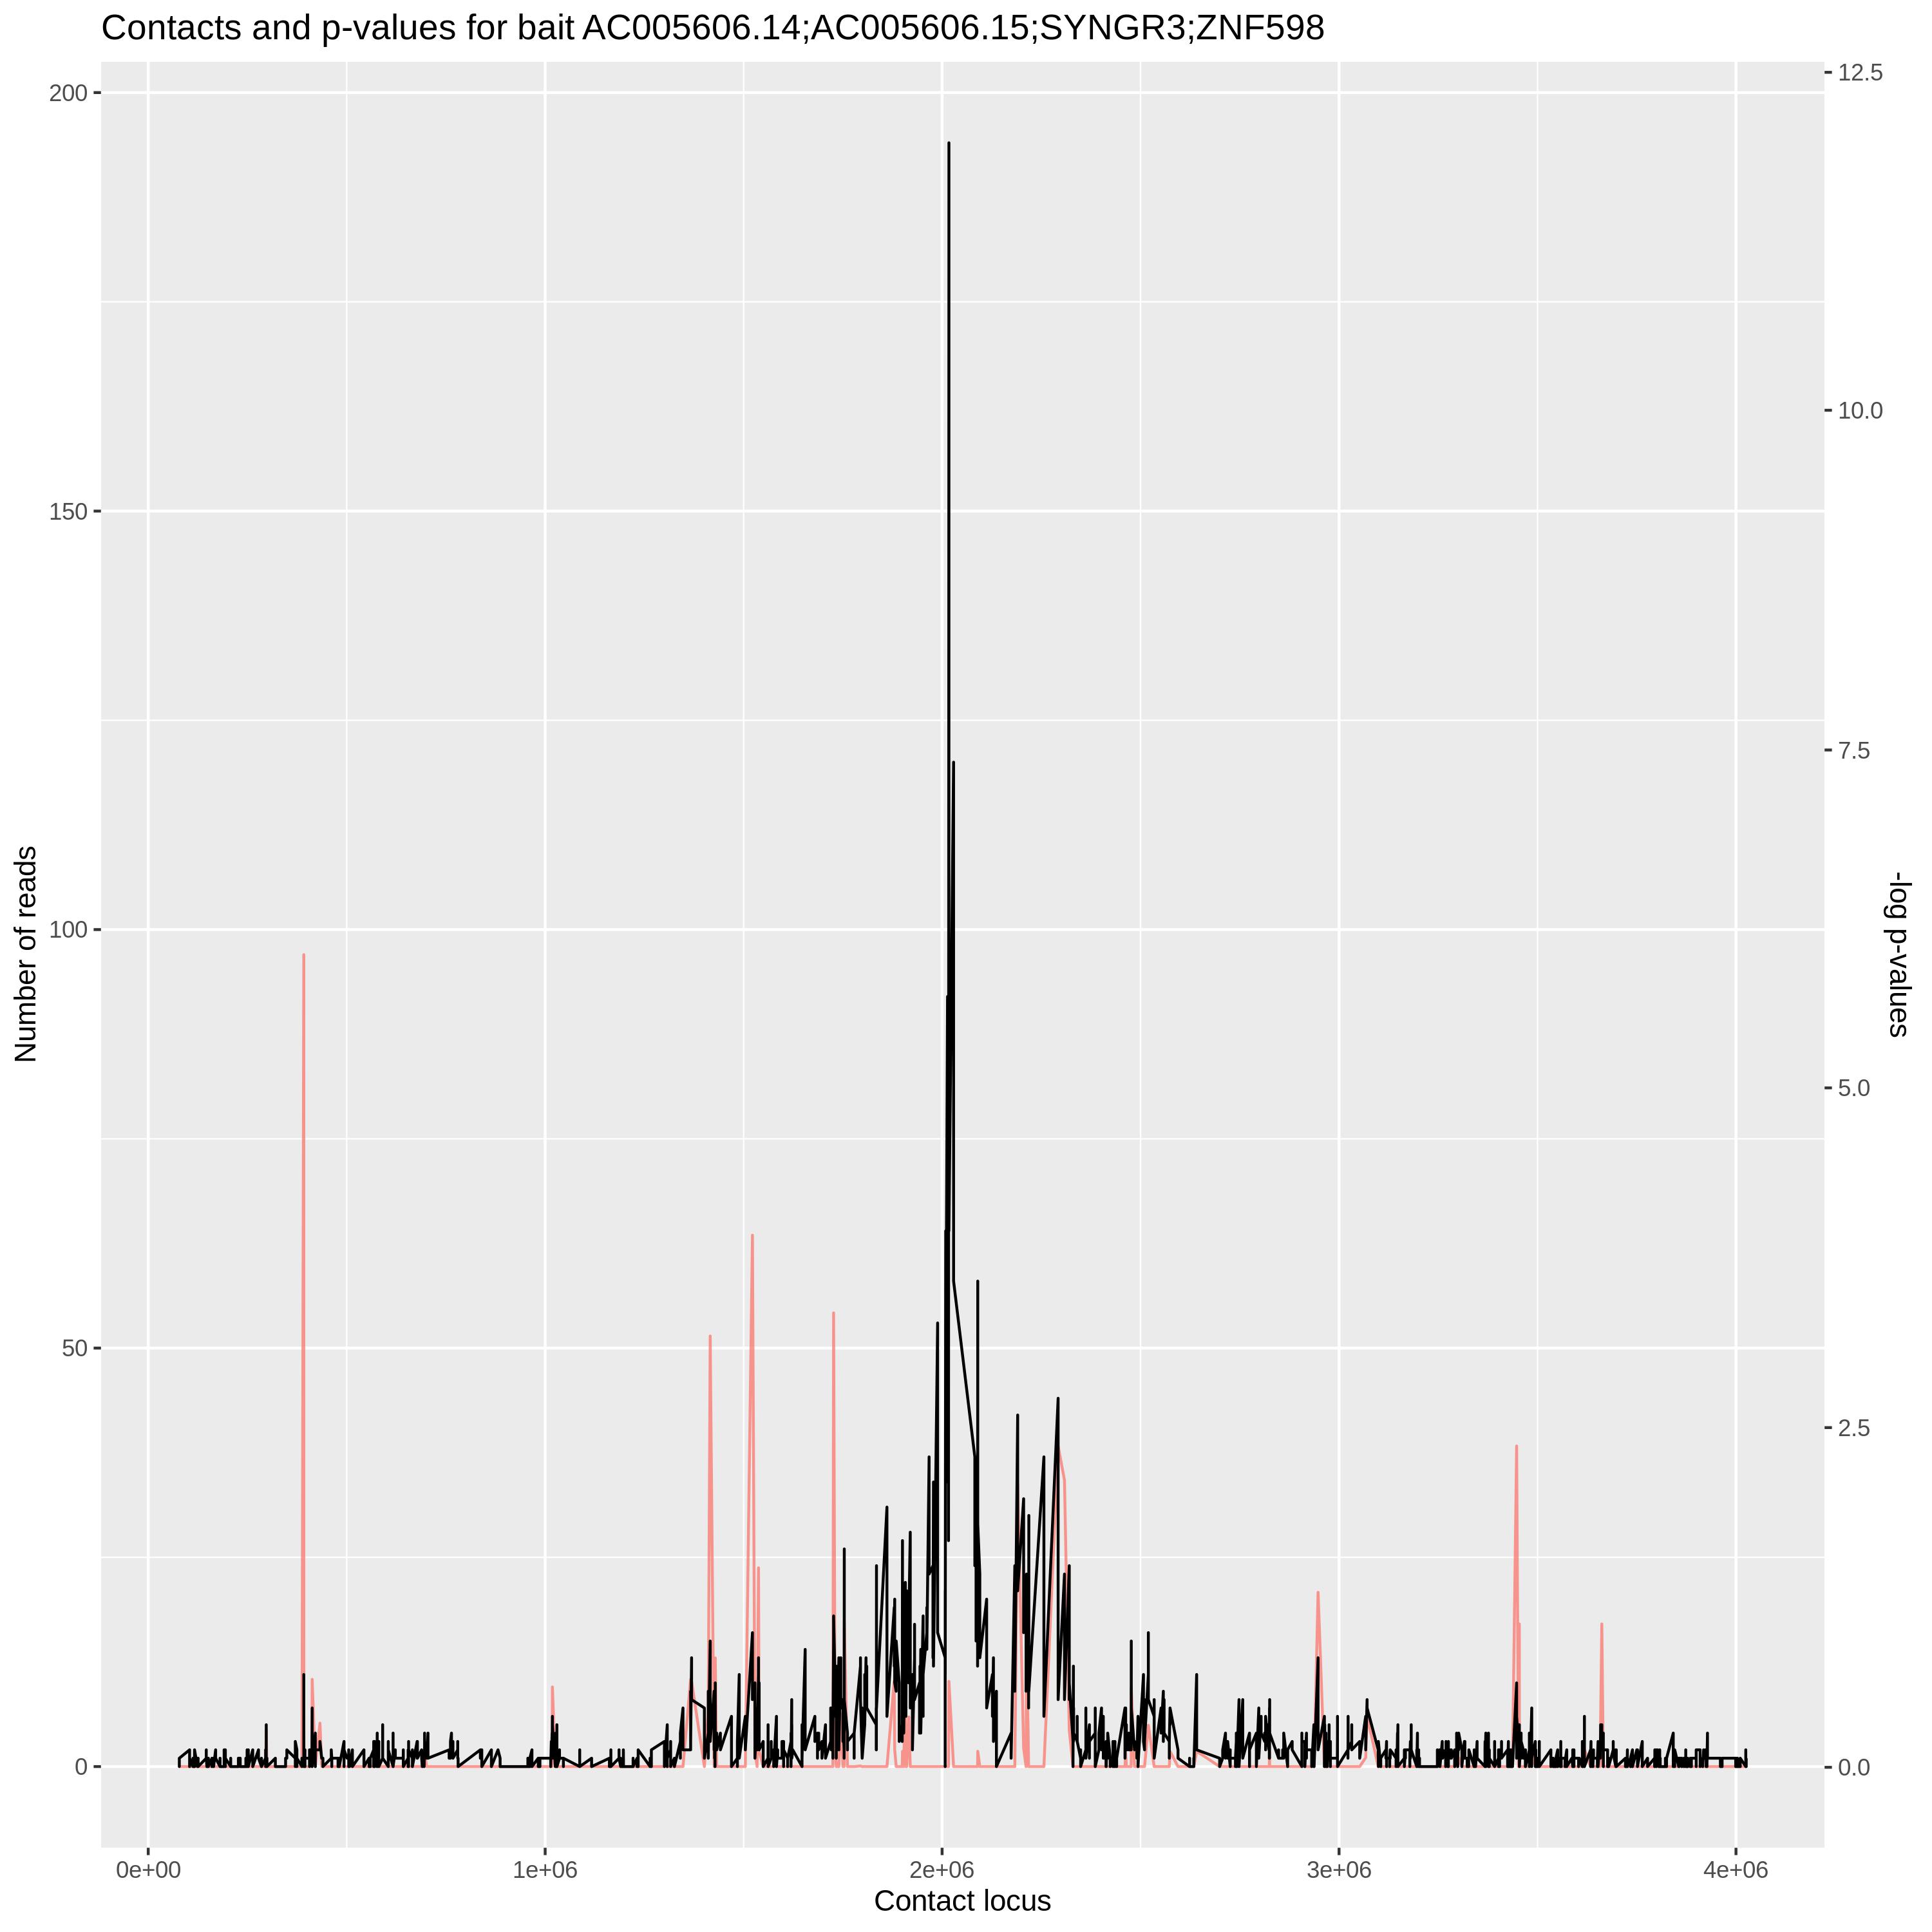 Contacts and p-values for bait AC005606.14;AC005606.15;SYNGR3;ZNF598
200
150
100
50
0
Number of reads
12.5
10.0
7.5
5.0
2.5
0.0
-log p-values
0e+00
1e+06
2e+06
3e+06
4e+06
Contact locus